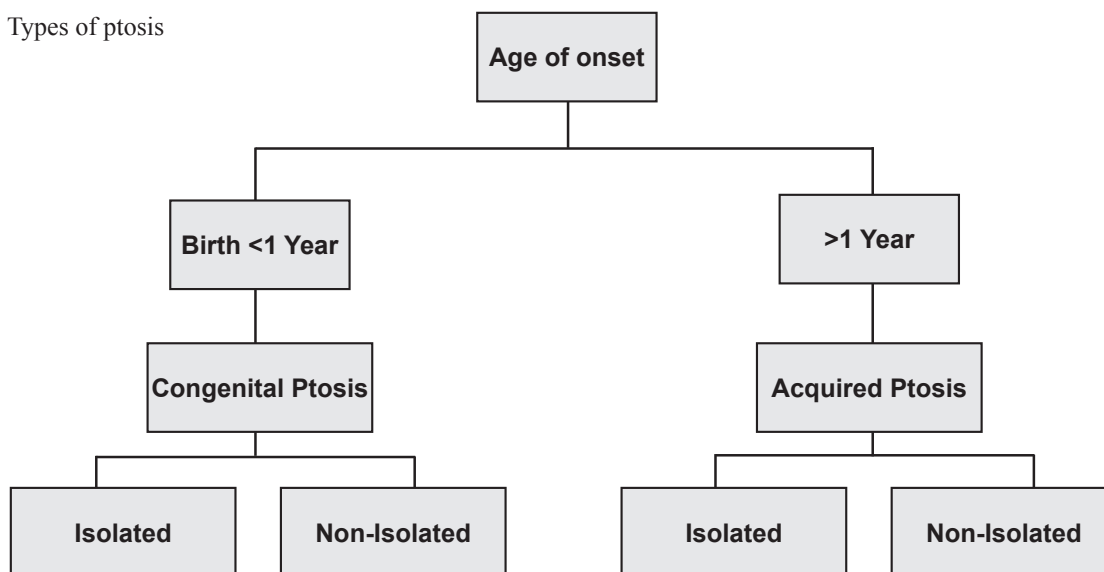 Types of ptosis
Age of onset
Birth <1 Year
>1 Year
Congenital Ptosis
Acquired Ptosis
Isolated
Non-Isolated
Isolated
Non-Isolated